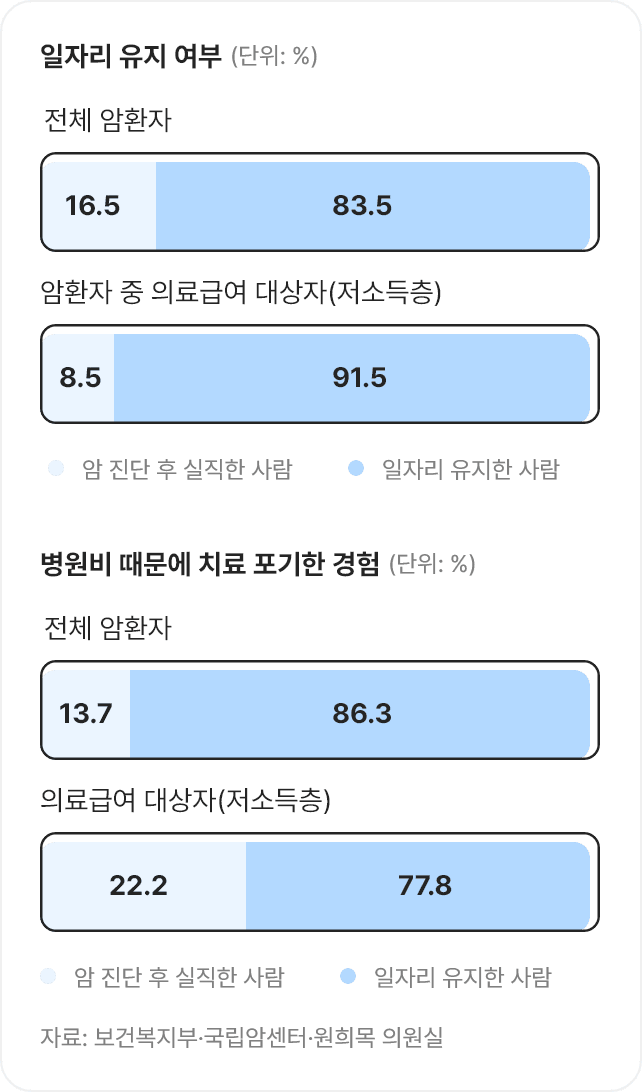 일자리 유지 여부 (단위: %)
전체 암환자
16.5 83.5
암환자 중 의료급여 대상자(저소득층)
8.5 91.5
암 진단 후 실직한 사람 일자리 유지한 사람
병원비 때문에 치료 포기한 경험 (단위: %)
전체 암환자
13.7 86.3
의료급여 대상자(저소득층)
22.2 77.8
암 진단 후 실직한 사람 일자리 유지한 사람
자료: 보건복지부·국립암센터·원희목 의원실